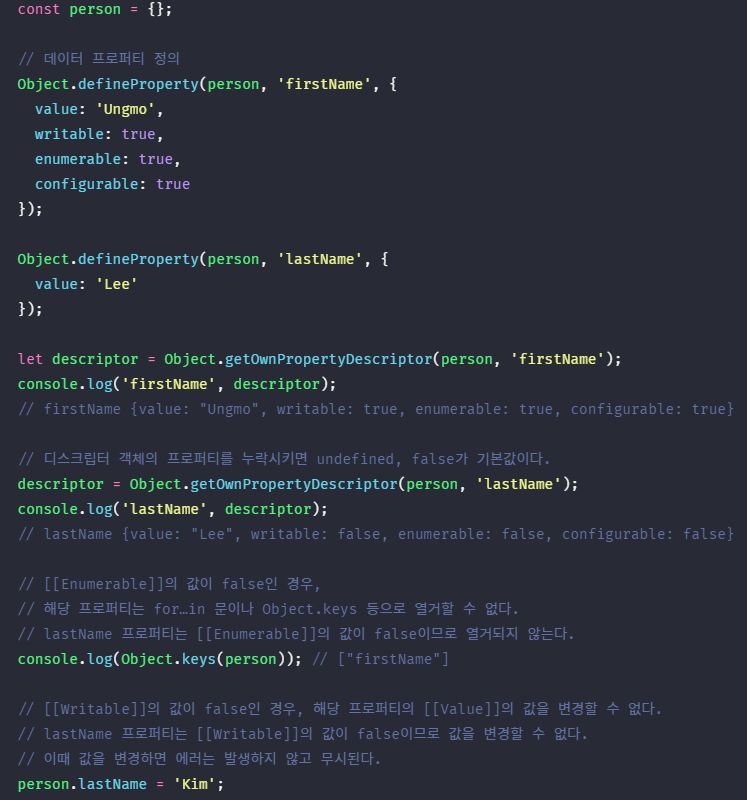 const person = {};
// 데이터 프로퍼티 정의
Object.defineProperty(person, 'firstName', {
  value: 'Ungmo',
  writable: true,
  enumerable: true,
  configurable: true
});
Object.defineProperty(person, 'lastName', {
  value: 'Lee'
});
let descriptor = Object.getOwnPropertyDescriptor(person, 'firstName');
console.log('firstName', descriptor);
// firstName {value: "Ungmo", writable: true, enumerable: true, configurable: true}
// 디스크립터 객체의 프로퍼티를 누락시키면 undefined, false가 기본값이다.
descriptor = Object.getOwnPropertyDescriptor(person, 'lastName');
console.log('lastName', descriptor);
// lastName {value: "Lee", writable: false, enumerable: false, configurable: false}
// [[Enumerable]]의 값이 false인 경우,
// 해당 프로퍼티는 for…in 문이나 Object.keys 등으로 열거할 수 없다.
// lastName 프로퍼티는 [[Enumerable]]의 값이 false이므로 열거되지 않는다.
console.log(Object.keys(person)); // ["firstName"]
// [[Writable]]의 값이 false인 경우, 해당 프로퍼티의 [[Value]]의 값을 변경할 수 없다.
// lastName 프로퍼티는 [[Writable]]의 값이 false이므로 값을 변경할 수 없다.
// 이때 값을 변경하면 에러는 발생하지 않고 무시된다.
person.lastName = 'Kim';